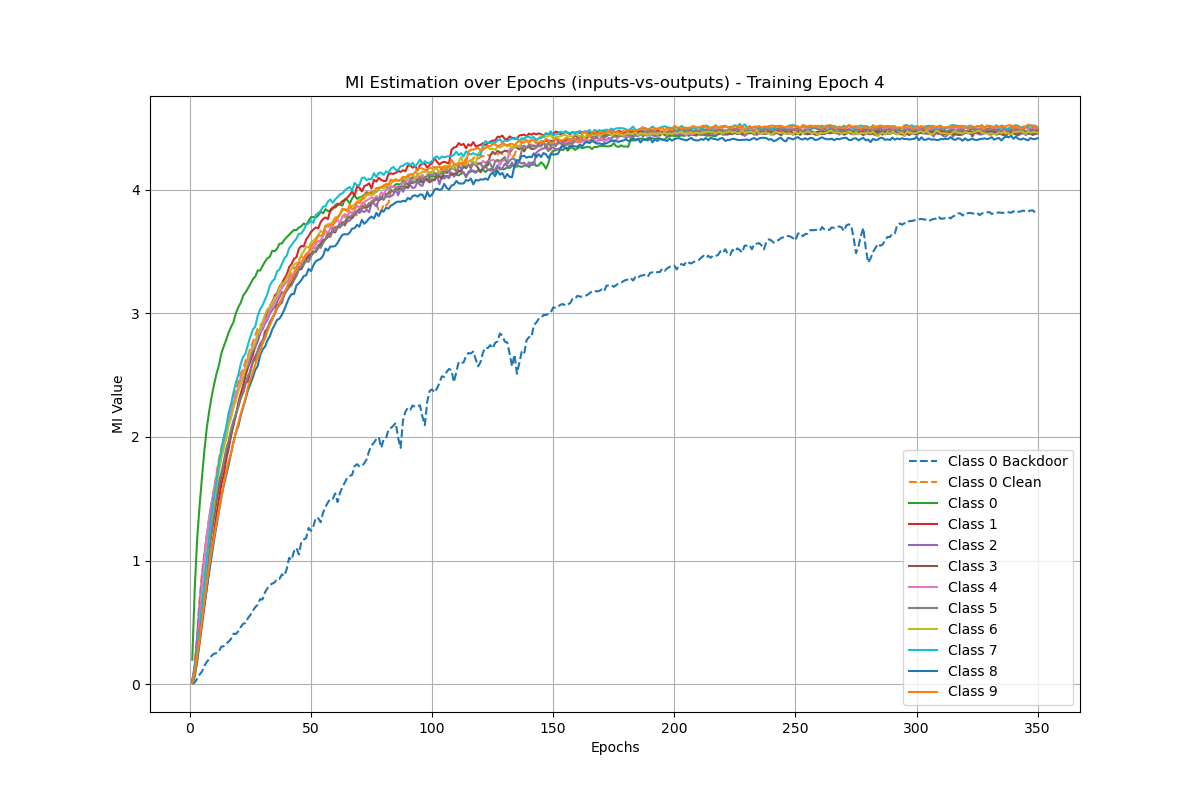 MI Estimation over Epochs (inputs-vs-outputs) - Training Epoch 4
MI Value
4
3
2
1
0
0 50 100 150 200 250 300 350
Epochs
Class 0 Backdoor
Class 0 Clean
Class 0
Class 1
Class 2
Class 3
Class 4
Class 5
Class 6
Class 7
Class 8
Class 9